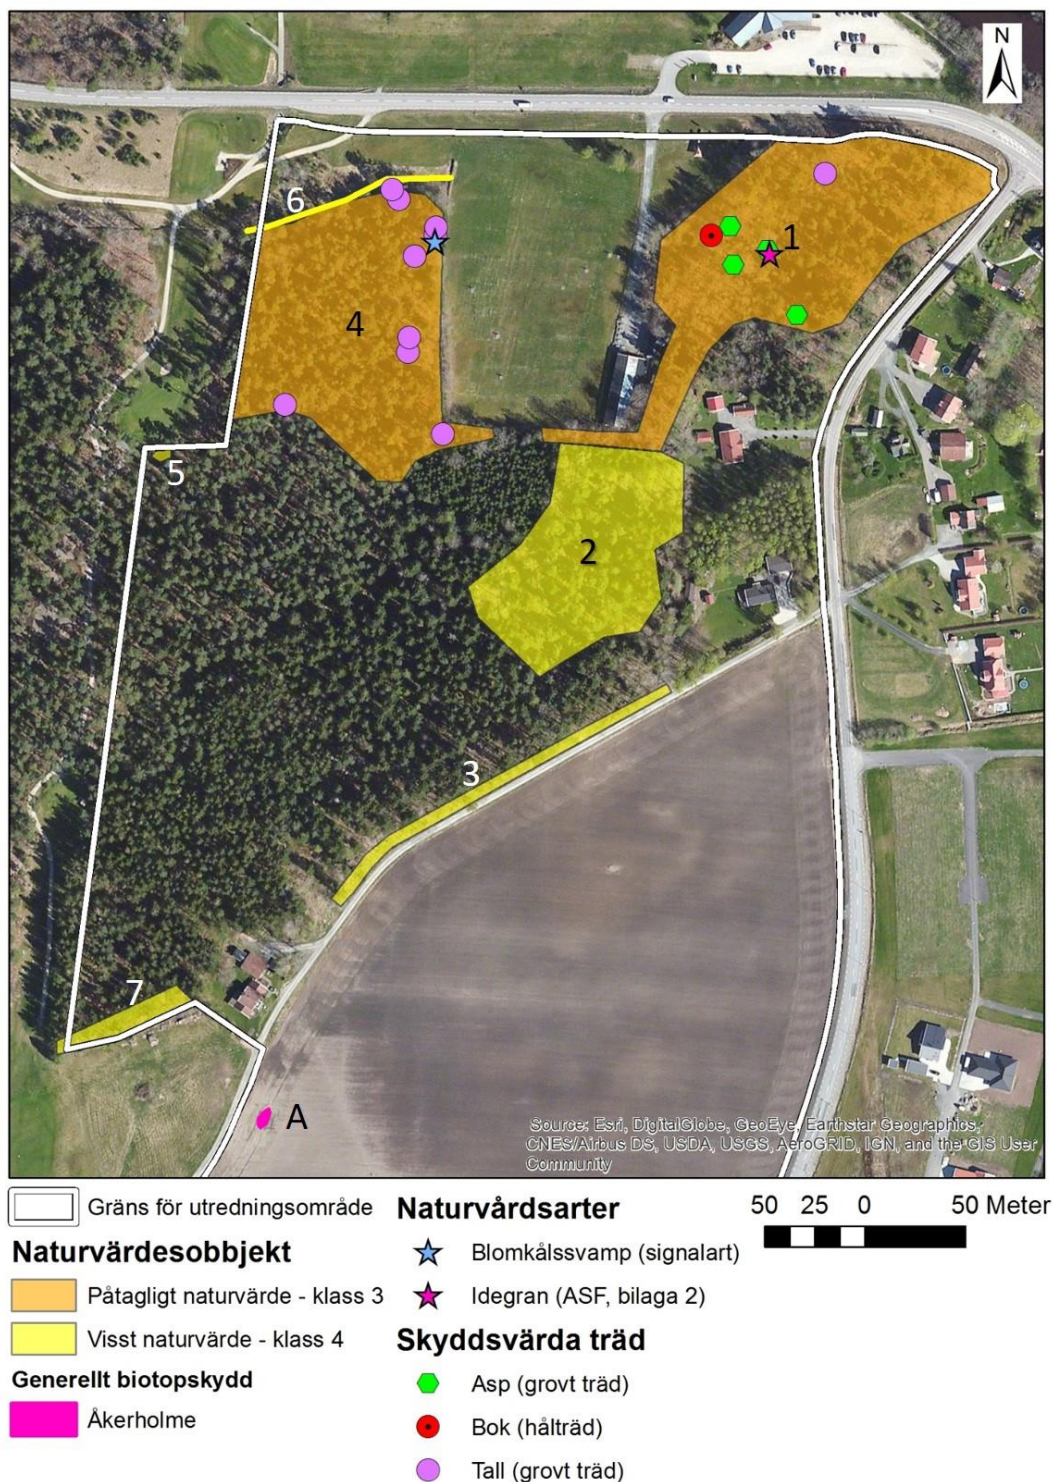 N
6
1
4
5
2
3
7
A
Source: Esri, DigitalGlobe, GeoEye, Earthstar Geographics,
CNES/Airbus DS, USDA, USGS, AeroGRID, IGN, and the GIS User
Community
Gräns för utredningsområde
Naturvärdesobbjekt
Påtagligt naturvärde - klass 3
Visst naturvärde - klass 4
Generellt biotopskydd
Åkerholme
Naturvårdsarter
Blomkålssvamp (signalart)
Idegran (ASF, bilaga 2)
Skyddsvärda träd
Asp (grovt träd)
Bok (hålträd)
Tall (grovt träd)
50 25 0 50 Meter